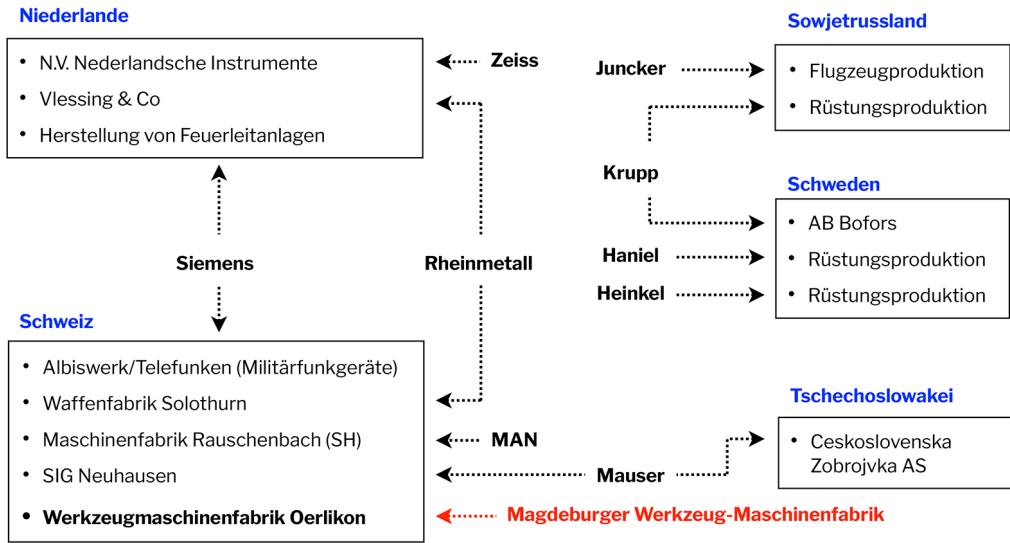 Niederlande
• N.V. Nederlandsche Instrumente
• Vlessing & Co
• Herstellung von Feuerleitanlagen
Zeiss
Siemens
Rheinmetall
Schweiz
• Albiswerk/Telefunken (Militärfunkgeräte)
• Waffenfabrik Solothurn
• Maschinenfabrik Rauschenbach (SH)
• SIG Neuhausen
• Werkzeugmaschinenfabrik Oerlikon
MAN
Mauser
Magdeburger Werkzeug-Maschinenfabrik
Sowjetrussland
Juncker
• Flugzeugproduktion
• Rüstungsproduktion
Krupp
Schweden
• AB Bofors
Haniel
• Rüstungsproduktion
Heinkel
• Rüstungsproduktion
Tschechoslowakei
• Ceskoslovenska
Zobrojvka AS